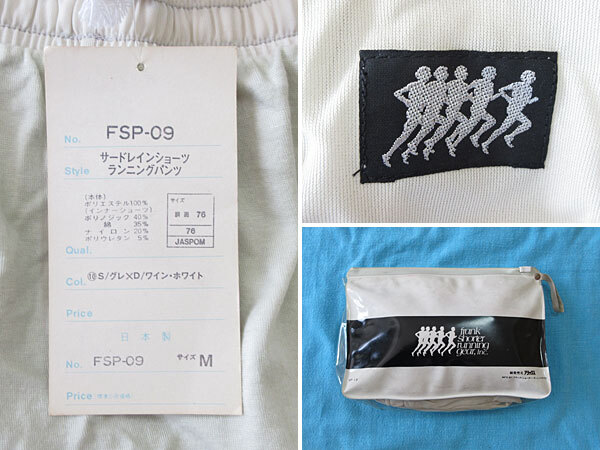 No. FSP-09
Style サードレインショーツ
ランニングパンツ
(本体)
ポリエステル100%
(インナーショーツ)
ポリノジック 40%
綿 35%
ナイロン 20%
ポリウレタン 5%
サイズ
胴囲 76
76
JASPOM
Qual.
Col. ⑯S/グレ×D/ワイン・ホワイト
Price
日本製
No. FSP-09 サイズ M
Price
frank
shorter
running
gear, inc.